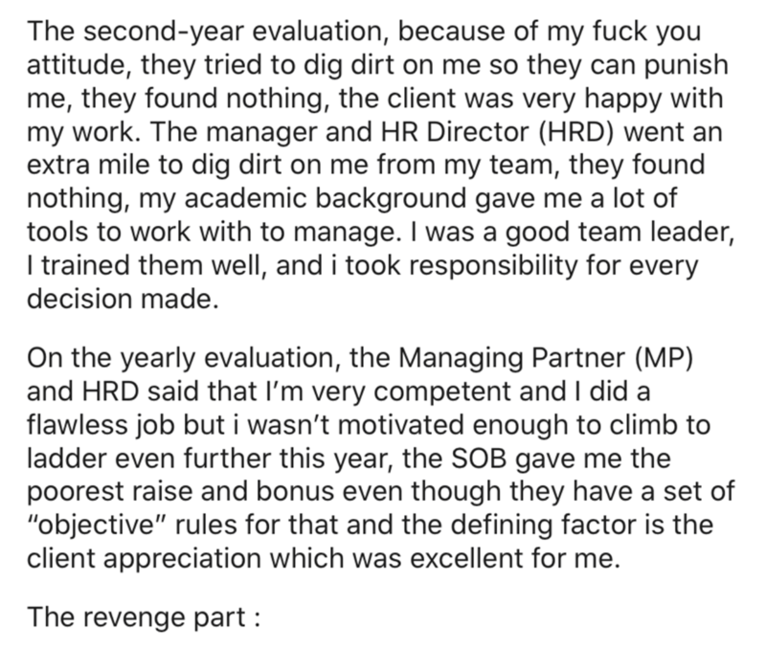 The second-year evaluation, because of my fuck you
attitude, they tried to dig dirt on me so they can punish
me, they found nothing, the client was very happy with
my work. The manager and HR Director (HRD) went an
extra mile to dig dirt on me from my team, they found
nothing, my academic background gave me a lot of
tools to work with to manage. I was a good team leader,
I trained them well, and i took responsibility for every
decision made.
On the yearly evaluation, the Managing Partner (MP)
and HRD said that I’m very competent and I did a
flawless job but i wasn’t motivated enough to climb to
ladder even further this year, the SOB gave me the
poorest raise and bonus even though they have a set of
“objective” rules for that and the defining factor is the
client appreciation which was excellent for me.
The revenge part :